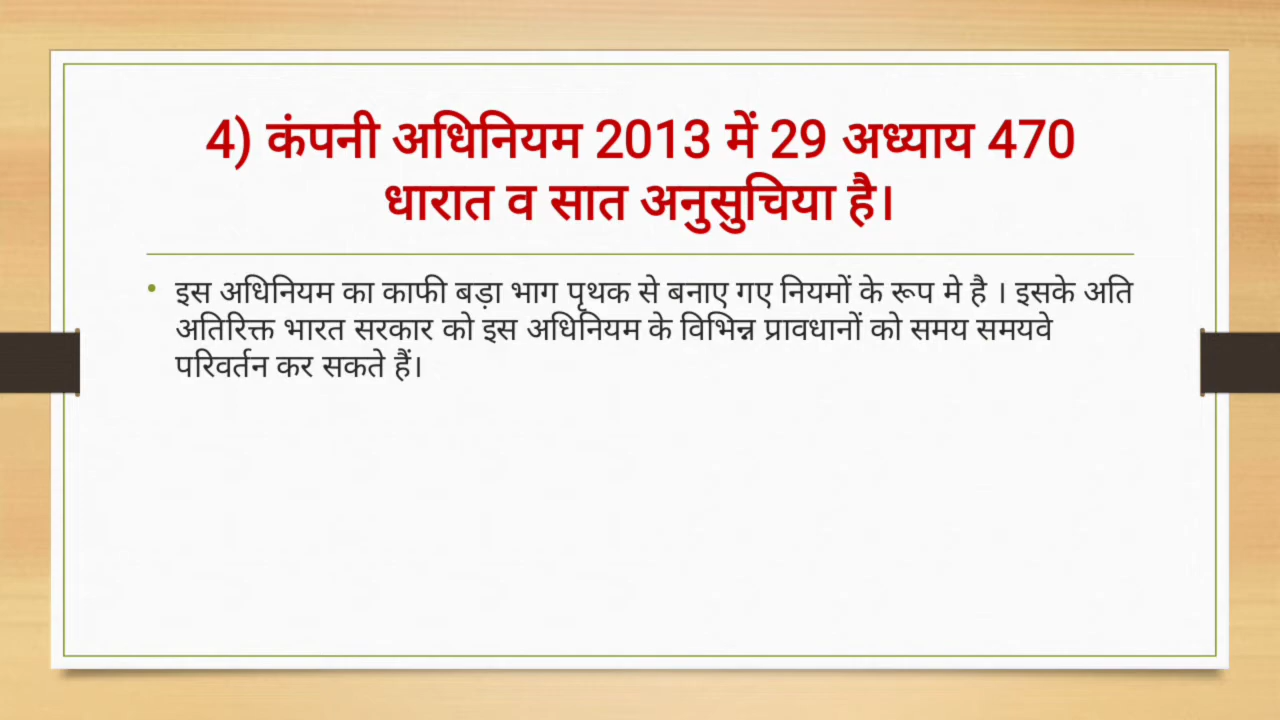 4) कंपनी अधिनियम 2013 में 29 अध्याय 470
धारात व सात अनुसुचिया है।
• इस अधिनियम का काफी बड़ा भाग पृथक से बनाए गए नियमों के रूप मे है । इसके अति
अतिरिक्त भारत सरकार को इस अधिनियम के विभिन्न प्रावधानों को समय समयवे
परिवर्तन कर सकते हैं।